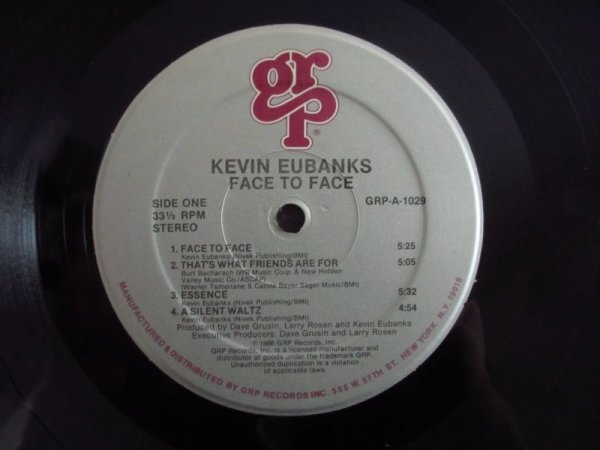 grp®
KEVIN EUBANKS
FACE TO FACE
SIDE ONE
33⅓ RPM
STEREO
GRP-A-1029
1. FACE TO FACE 5:25
Kevin Eubanks (Nivek Publishing/BMI)
2. THAT'S WHAT FRIENDS ARE FOR 5:05
Burt Bacharach (WB Music Corp. & New Hidden
Valley Music Co./ASCAP)
(Warner Tamerlane & Carole Bayer Sager Music/BMI)
3. ESSENCE 5:32
Kevin Eubanks (Nivek Publishing/BMI)
4. A SILENT WALTZ 4:54
Kevin Eubanks (Nivek Publishing/BMI)
Produced by Dave Grusin, Larry Rosen and Kevin Eubanks
Executive Producers: Dave Grusin and Larry Rosen
℗ 1986 GRP Records, Inc.
GRP Records, Inc. is a licensed manufacturer and
distributor of goods under the trademark GRP.
Unauthorized duplication is a violation
of applicable laws.
MANUFACTURED & DISTRIBUTED BY GRP RECORDS INC. 555 W. 57TH ST. NEW YORK, N.Y. 10019